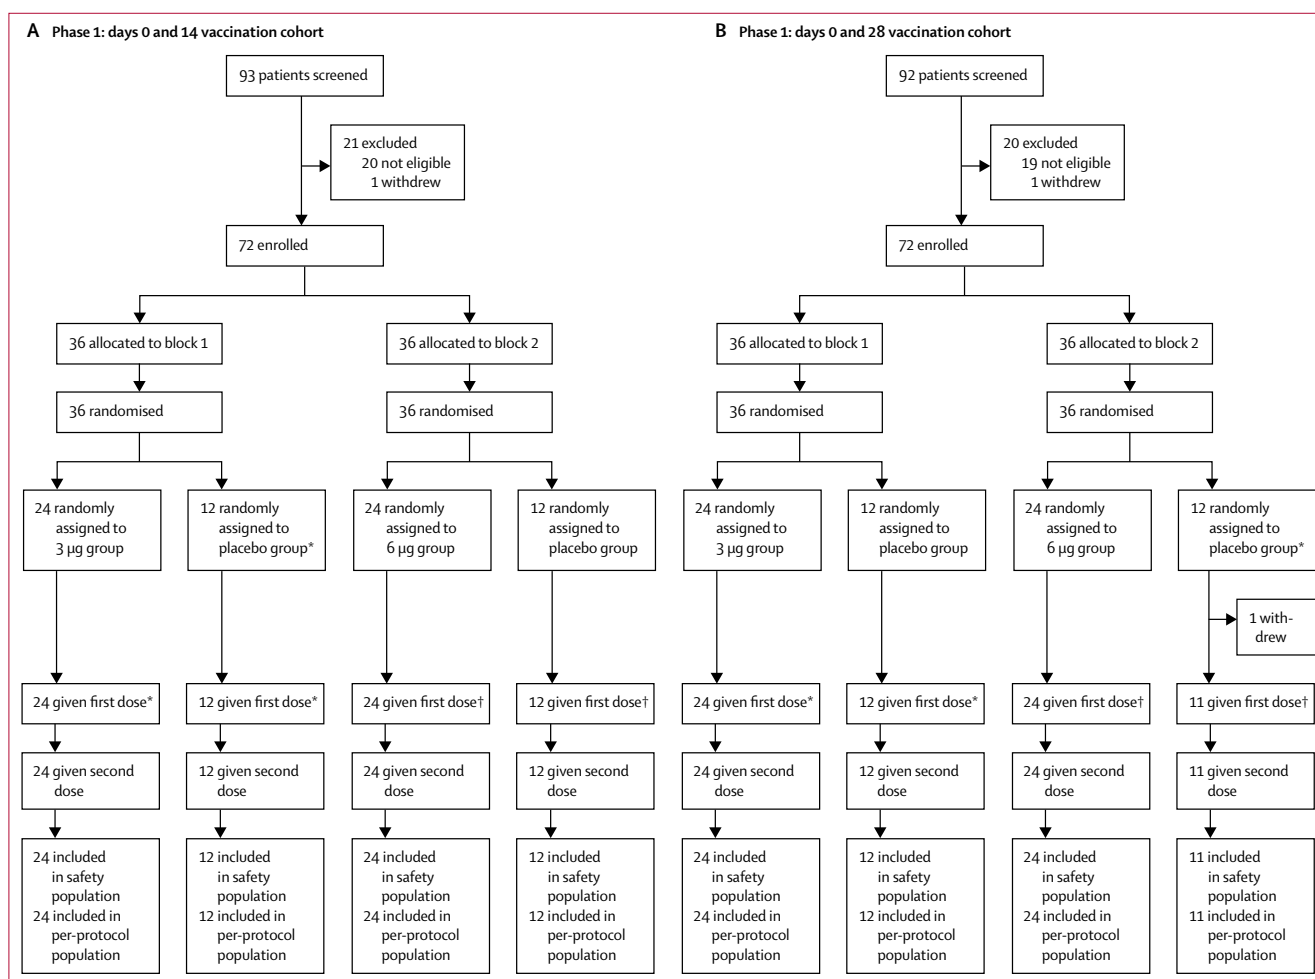 A Phase 1: days 0 and 14 vaccination cohort
93 patients screened
21 excluded
20 not eligible
1 withdrew
72 enrolled
36 allocated to block 1
36 allocated to block 2
36 randomised
36 randomised
24 randomly
assigned to
3 µg group
12 randomly
assigned to
placebo group*
24 randomly
assigned to
6 µg group
12 randomly
assigned to
placebo group
24 given first dose*
12 given first dose*
24 given first dose†
12 given first dose†
24 given second
dose
12 given second
dose
24 given second
dose
12 given second
dose
24 included
in safety
population
24 included in
per-protocol
population
12 included
in safety
population
12 included in
per-protocol
population
24 included
in safety
population
24 included in
per-protocol
population
12 included
in safety
population
12 included in
per-protocol
population
B Phase 1: days 0 and 28 vaccination cohort
92 patients screened
20 excluded
19 not eligible
1 withdrew
72 enrolled
36 allocated to block 1
36 allocated to block 2
36 randomised
36 randomised
24 randomly
assigned to
3 µg group
12 randomly
assigned to
placebo group
24 randomly
assigned to
6 µg group
12 randomly
assigned to
placebo group*
1 with-
drew
24 given first dose*
12 given first dose*
24 given first dose†
11 given first dose†
24 given second
dose
12 given second
dose
24 given second
dose
11 given second
dose
24 included
in safety
population
24 included in
per-protocol
population
12 included
in safety
population
12 included in
per-protocol
population
24 included
in safety
population
24 included in
per-protocol
population
11 included
in safety
population
11 included in
per-protocol
population